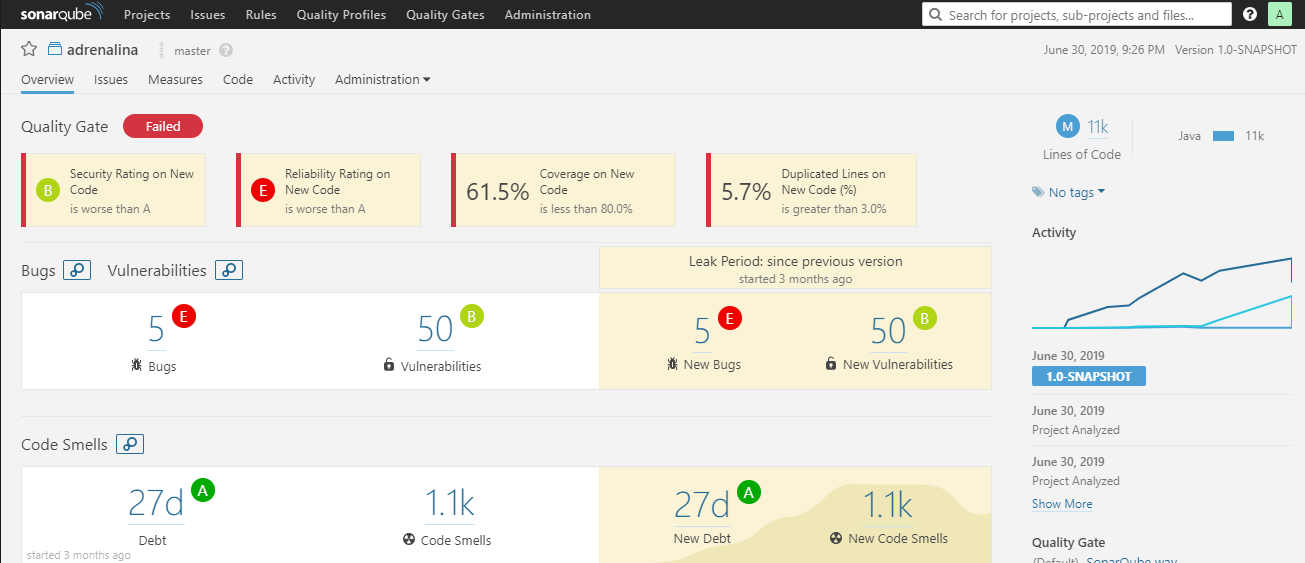 sonarqube Projects Issues Rules Quality Profiles Quality Gates Administration Search for projects, sub-projects and files... ? A
adrenalina master ? June 30, 2019, 9:26 PM Version 1.0-SNAPSHOT
Overview Issues Measures Code Activity Administration
Quality Gate Failed
B Security Rating on New
Code
is worse than A
E Reliability Rating on
New Code
is worse than A
61.5% Coverage on New
Code
is less than 80.0%
5.7% Duplicated Lines on
New Code (%)
is greater than 3.0%
Bugs Vulnerabilities
Leak Period: since previous version
started 3 months ago
5 E
Bugs
50 B
Vulnerabilities
5 E
New Bugs
50 B
New Vulnerabilities
Code Smells
27d A
Debt
1.1k
Code Smells
started 3 months ago
27d A
New Debt
1.1k
New Code Smells
M 11k
Lines of Code
Java 11k
No tags
Activity
June 30, 2019
1.0-SNAPSHOT
June 30, 2019
Project Analyzed
June 30, 2019
Project Analyzed
Show More
Quality Gate
(Default) SonarQube way